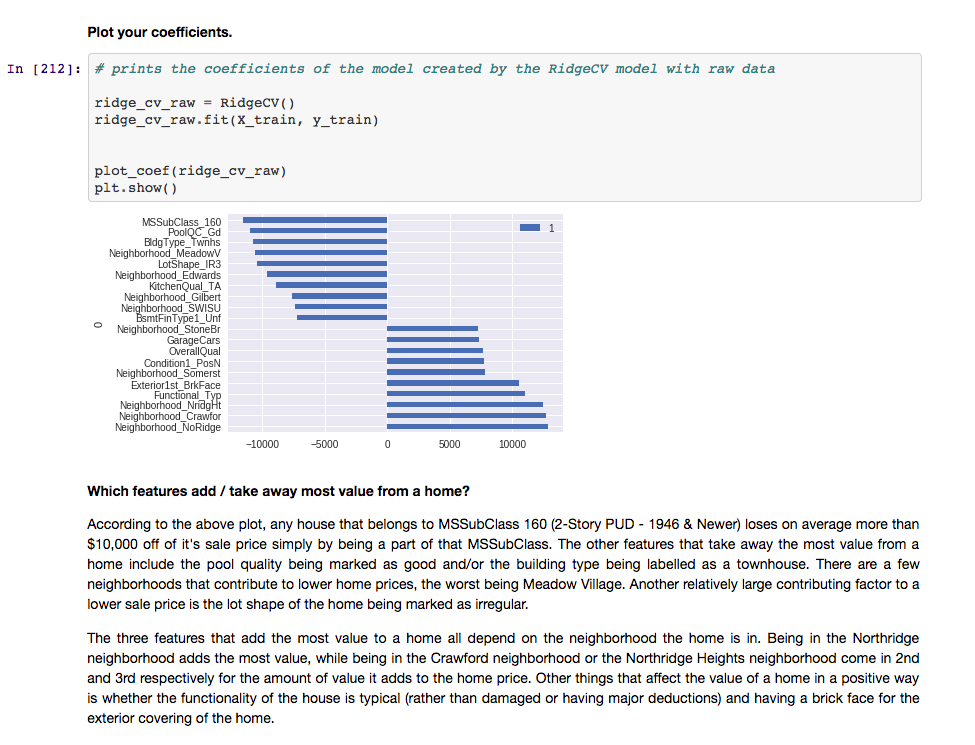 Plot your coefficients.
In [212]:
# prints the coefficients of the model created by the RidgeCV model with raw data
ridge_cv_raw = RidgeCV()
ridge_cv_raw.fit(X_train, y_train)
plot_coef(ridge_cv_raw)
plt.show()
MSSubClass_160
PoolQC_Gd
BldgType_Twnhs
Neighborhood_MeadowV
LotShape_IR3
Neighborhood_Edwards
KitchenQual_TA
Neighborhood_Gilbert
Neighborhood_SWISU
BsmtFinType1_Unf
Neighborhood_StoneBr
GarageCars
OverallQual
Condition1_PosN
Neighborhood_Somerst
Exterior1st_BrkFace
Functional_Typ
Neighborhood_NridgHt
Neighborhood_Crawfor
Neighborhood_NoRidge
0
1
−10000 −5000 0 5000 10000
Which features add / take away most value from a home?
According to the above plot, any house that belongs to MSSubClass 160 (2-Story PUD - 1946 & Newer) loses on average more than
$10,000 off of it's sale price simply by being a part of that MSSubClass. The other features that take away the most value from a
home include the pool quality being marked as good and/or the building type being labelled as a townhouse. There are a few
neighborhoods that contribute to lower home prices, the worst being Meadow Village. Another relatively large contributing factor to a
lower sale price is the lot shape of the home being marked as irregular.
The three features that add the most value to a home all depend on the neighborhood the home is in. Being in the Northridge
neighborhood adds the most value, while being in the Crawford neighborhood or the Northridge Heights neighborhood come in 2nd
and 3rd respectively for the amount of value it adds to the home price. Other things that affect the value of a home in a positive way
is whether the functionality of the house is typical (rather than damaged or having major deductions) and having a brick face for the
exterior covering of the home.